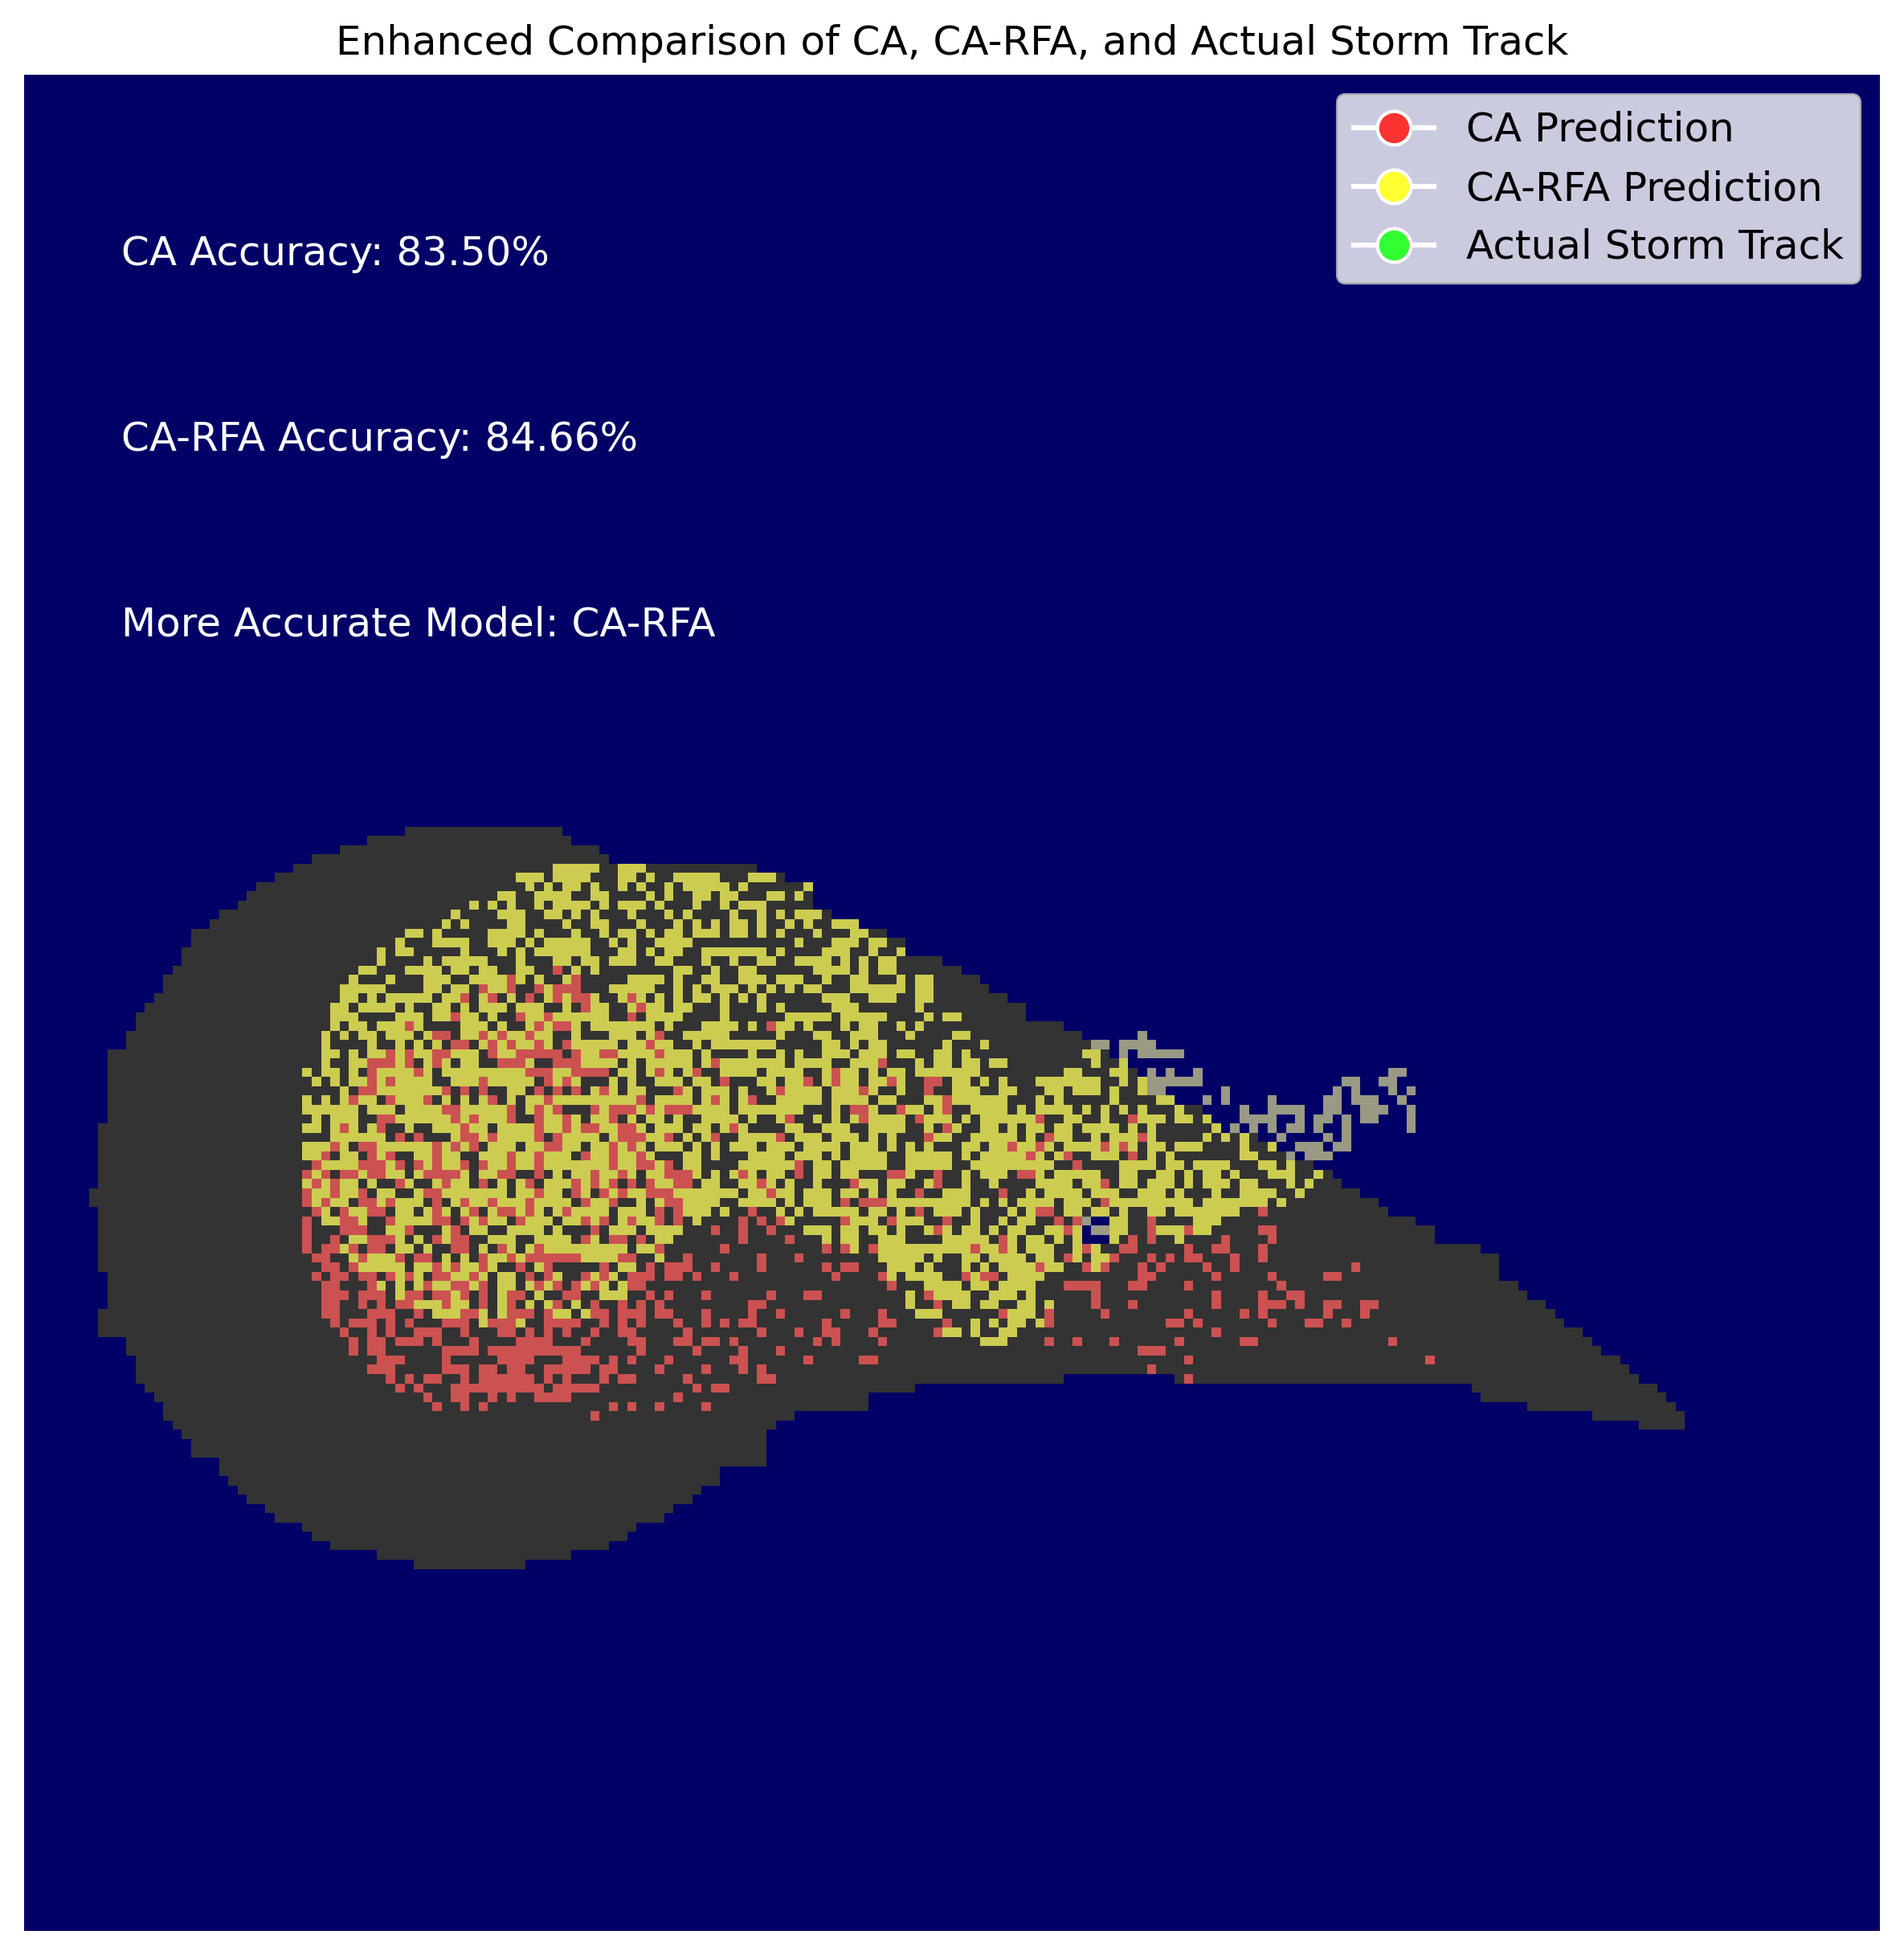 Enhanced Comparison of CA, CA-RFA, and Actual Storm Track
CA Prediction
CA-RFA Prediction
Actual Storm Track
CA Accuracy: 83.50%
CA-RFA Accuracy: 84.66%
More Accurate Model: CA-RFA